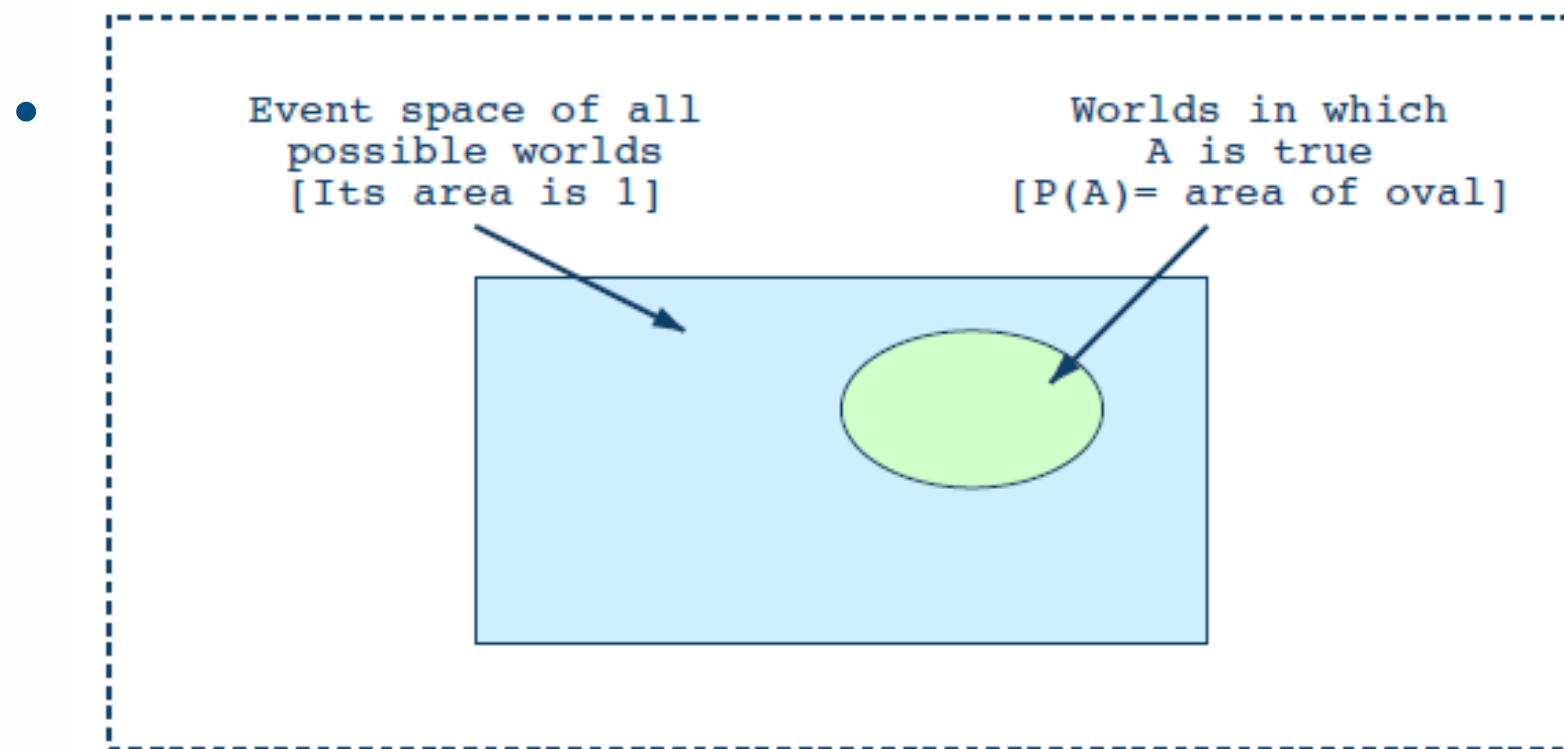 Event space of all
possible worlds
[Its area is 1]
Worlds in which
A is true
[P(A)= area of oval]